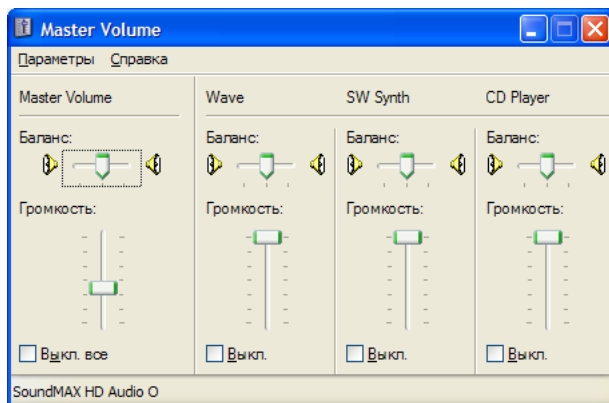 Master Volume
Параметры Справка
Master Volume Wave SW Synth CD Player
Баланс: Баланс: Баланс: Баланс:
Громкость: Громкость: Громкость: Громкость:
Выкл. все Выкл. Выкл. Выкл.
SoundMAX HD Audio O